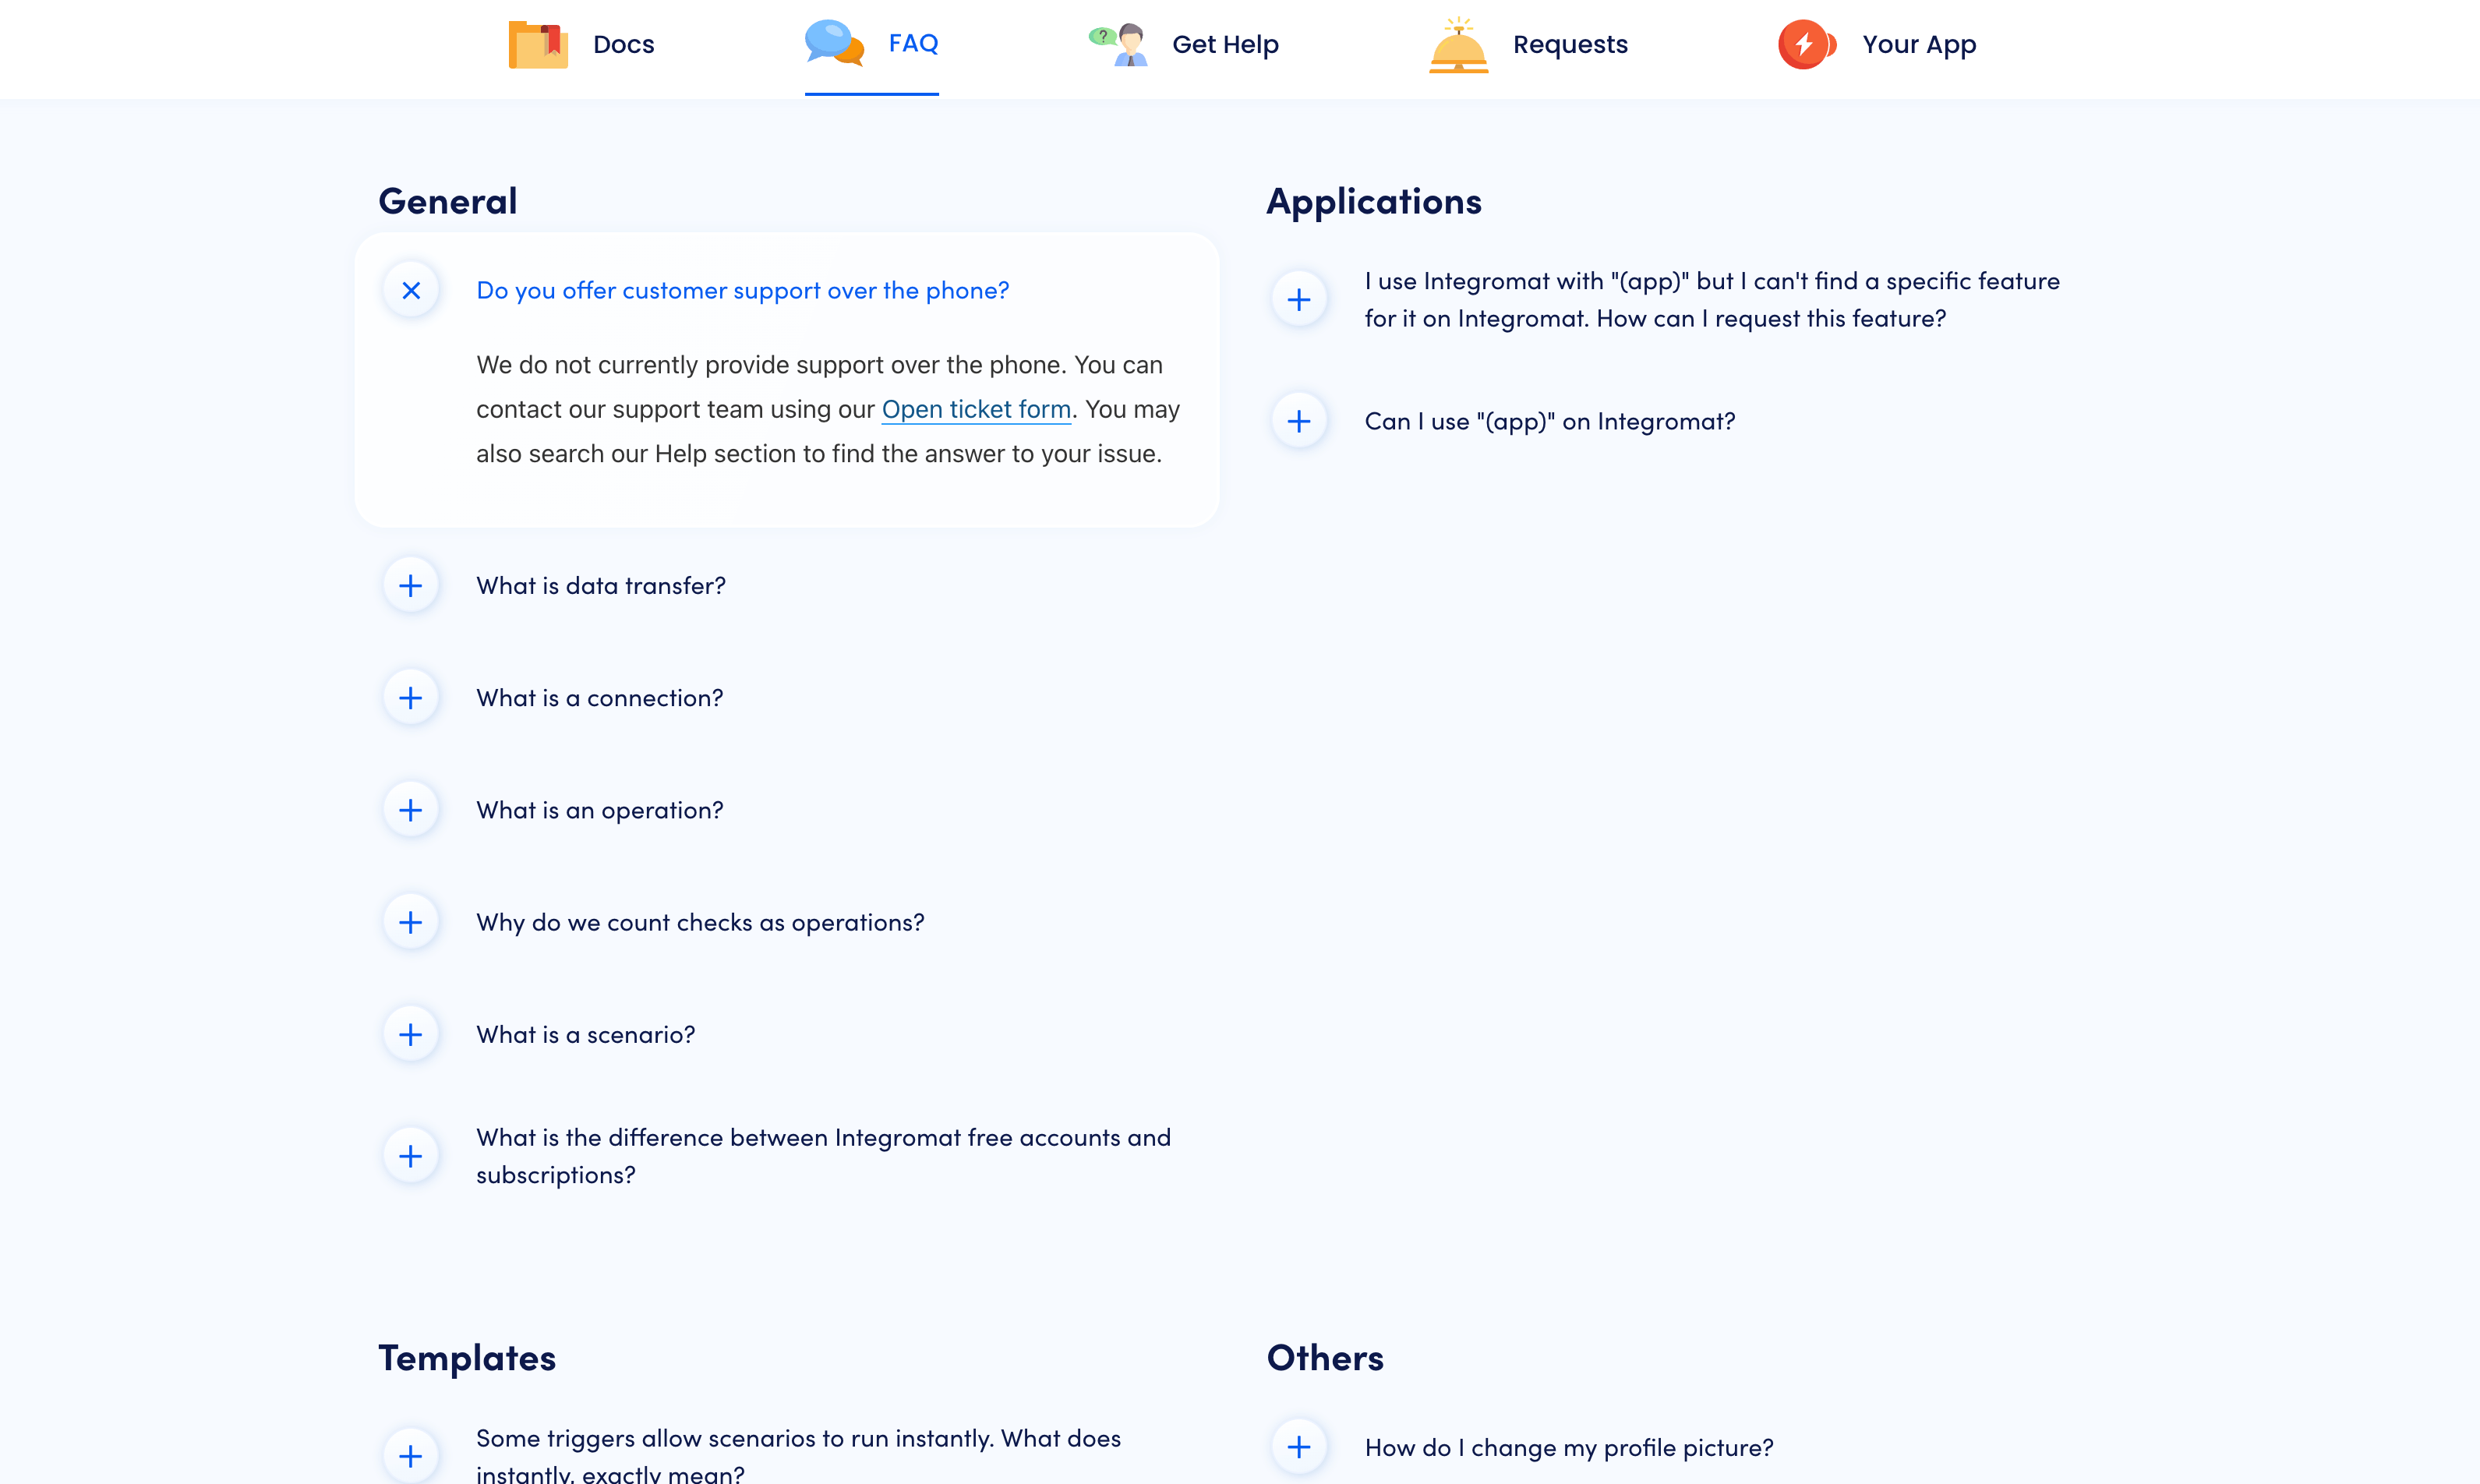 Docs
FAQ
?
Get Help
Requests
Your App
General
Do you offer customer support over the phone?
We do not currently provide support over the phone. You can
contact our support team using our Open ticket form. You may
also search our Help section to find the answer to your issue.
What is data transfer?
What is a connection?
What is an operation?
Why do we count checks as operations?
What is a scenario?
What is the difference between Integromat free accounts and
subscriptions?
Applications
I use Integromat with "(app)" but I can't find a specific feature
for it on Integromat. How can I request this feature?
Can I use "(app)" on Integromat?
Templates
Some triggers allow scenarios to run instantly. What does
instantly, exactly mean?
Others
How do I change my profile picture?